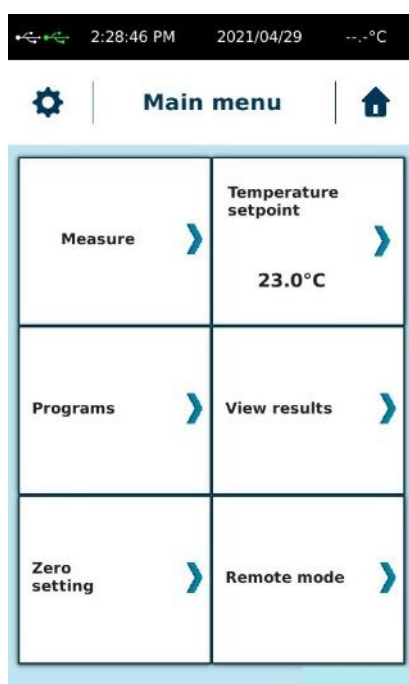 2:28:46 PM 2021/04/29 --.-°C
Main menu
Measure
Temperature
setpoint
23.0°C
Programs
View results
Zero
setting
Remote mode